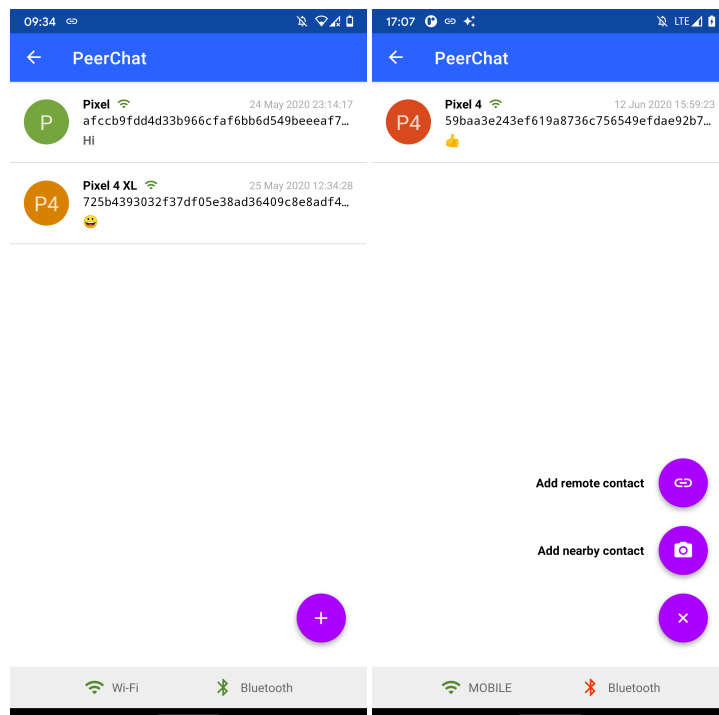 09:34
PeerChat
P
Pixel
24 May 2020 23:14:17
afccb9fdd4d33b966cfaf6bb6d549beeeaf7…
Hi
P4
Pixel 4 XL
25 May 2020 12:34:28
725b4393032f37df05e38ad36409c8e8adf4…
😀
Wi-Fi
Bluetooth
17:07
LTE
PeerChat
P4
Pixel 4
12 Jun 2020 15:59:23
59baa3e243ef619a8736c756549efdae92b7…
👍
Add remote contact
Add nearby contact
MOBILE
Bluetooth